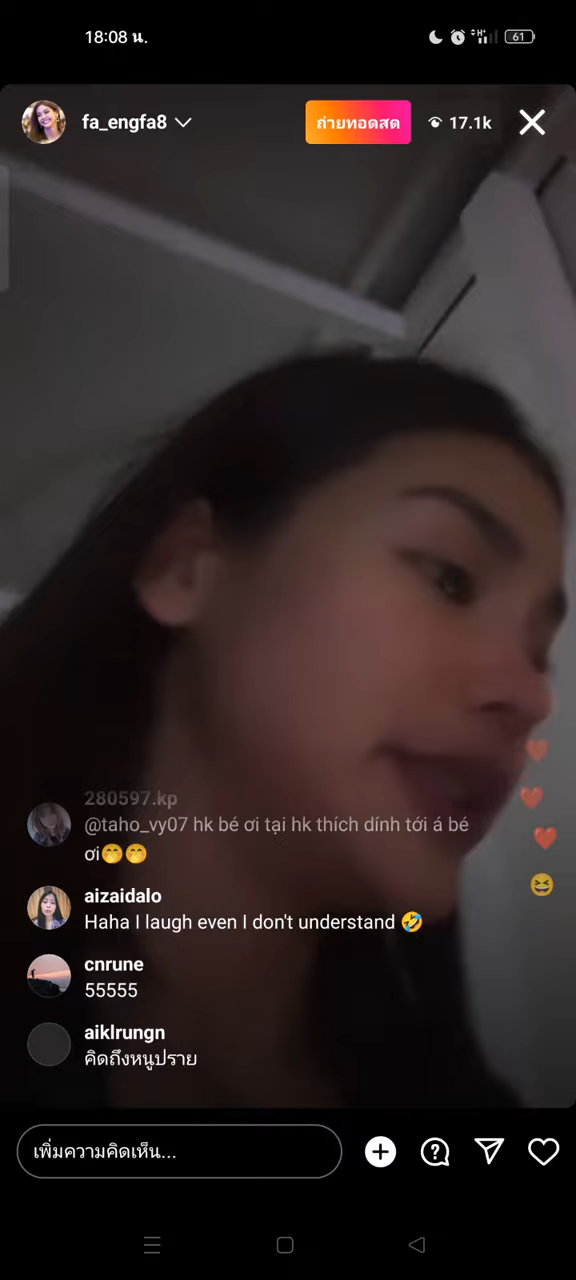 18:08 น.
61
fa_engfa8
ถ่ายทอดสด
17.1k
280597.kp
@taho_vy07 hk bé ơi tại hk thích dính tới á bé
ơi🤭🤭
aizaidalo
Haha I laugh even I don't understand 🤣
cnrune
55555
aiklrungn
คิดถึงหนูปราย
เพิ่มความคิดเห็น...